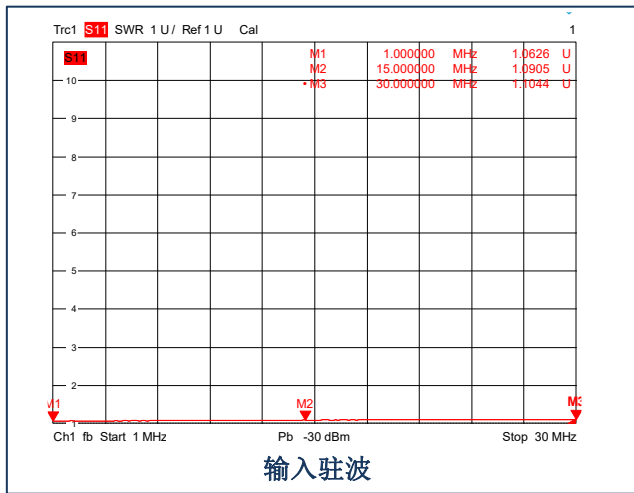 Trc1 S11 SWR 1 U / Ref 1 U Cal 1
S11
M1 1.000000 MHz 1.0626 U
M2 15.000000 MHz 1.0905 U
•M3 30.000000 MHz 1.1044 U
10
9
8
7
6
5
4
3
2
1
M1 M2 M3
Ch1 fb Start 1 MHz Pb -30 dBm Stop 30 MHz
输入驻波